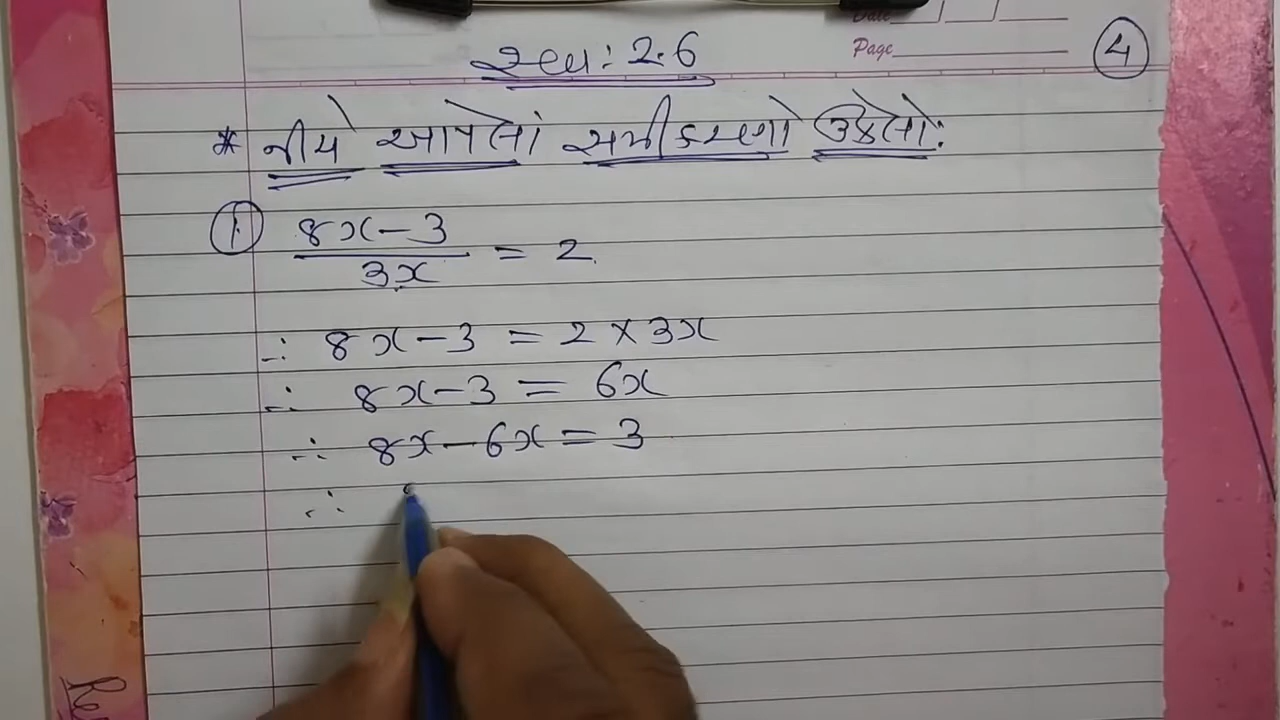 Date
Page
4
સ્વા : 2.6
* નીચે આપેલાં સમીકરણો ઉકેલો:
1. 8x - 3 / 3x = 2
∴ 8x - 3 = 2 × 3x
∴ 8x - 3 = 6x
∴ 8x - 6x = 3
∴